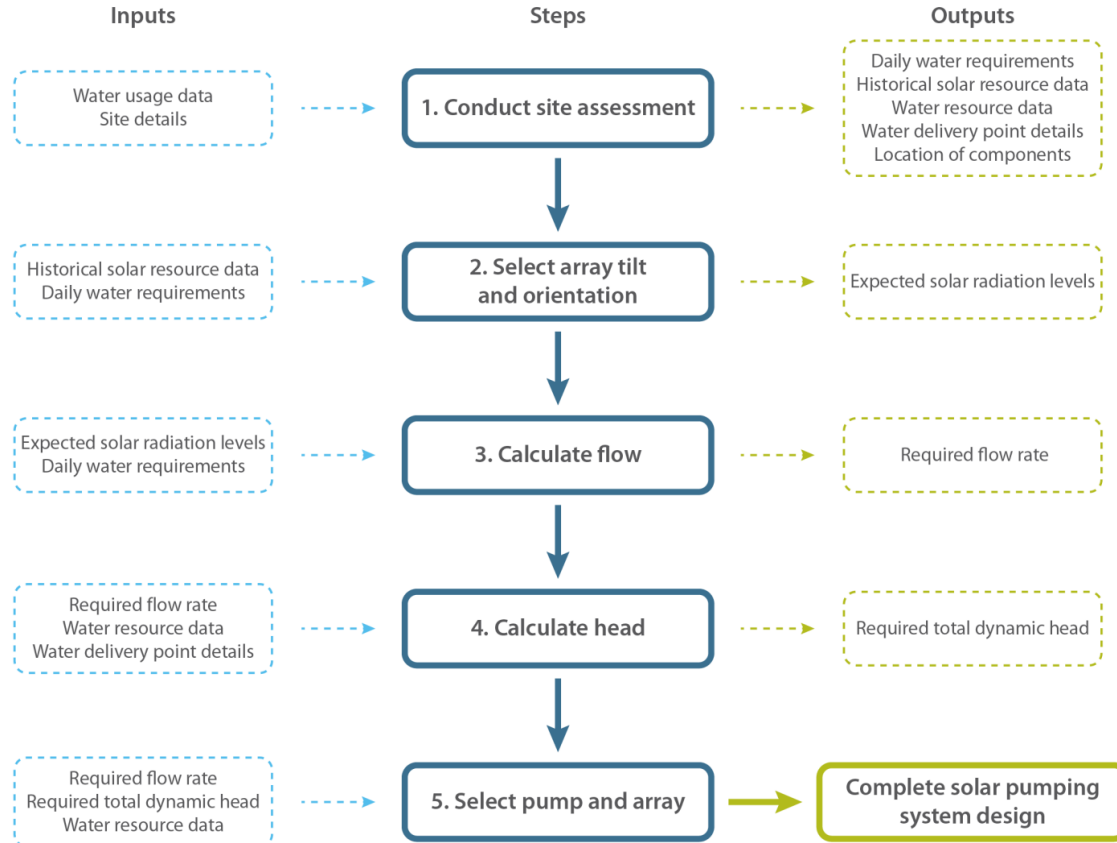 Inputs
Steps
Outputs
Water usage data
Site details
1. Conduct site assessment
Daily water requirements
Historical solar resource data
Water resource data
Water delivery point details
Location of components
Historical solar resource data
Daily water requirements
2. Select array tilt
and orientation
Expected solar radiation levels
Expected solar radiation levels
Daily water requirements
3. Calculate flow
Required flow rate
Required flow rate
Water resource data
Water delivery point details
4. Calculate head
Required total dynamic head
Required flow rate
Required total dynamic head
Water resource data
5. Select pump and array
Complete solar pumping
system design